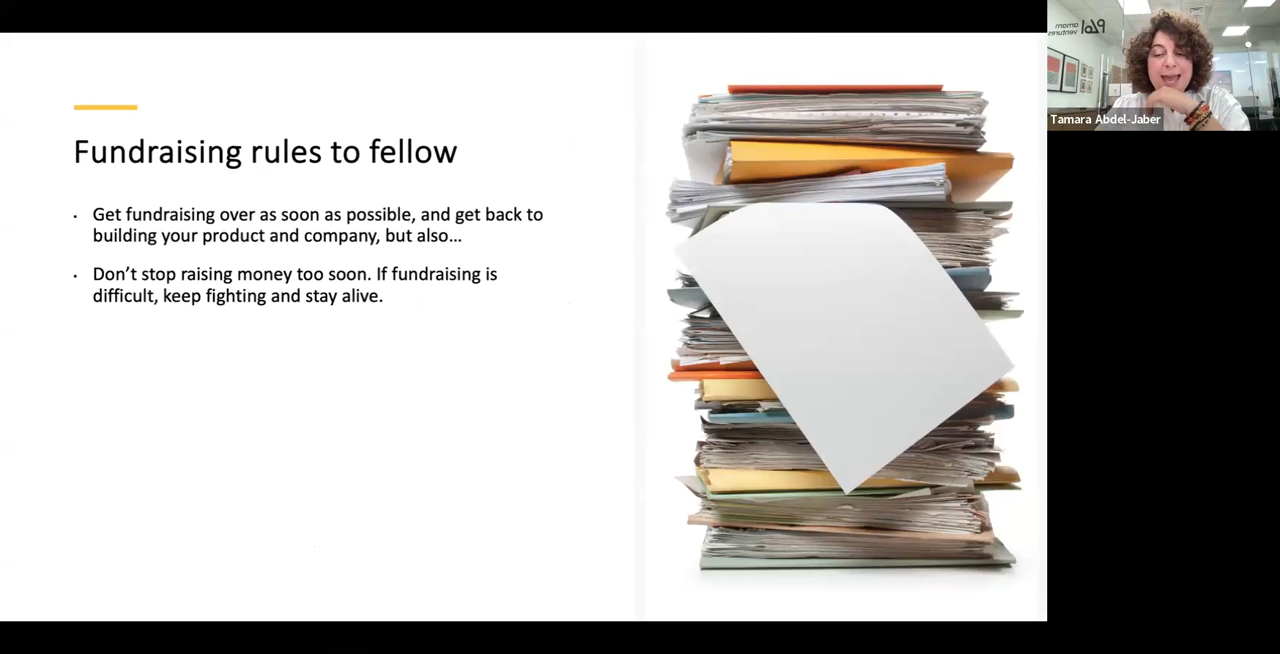 Fundraising rules to fellow
• Get fundraising over as soon as possible, and get back to
building your product and company, but also…
• Don’t stop raising money too soon. If fundraising is
difficult, keep fighting and stay alive.
amam
ventures
Tamara Abdel-Jaber